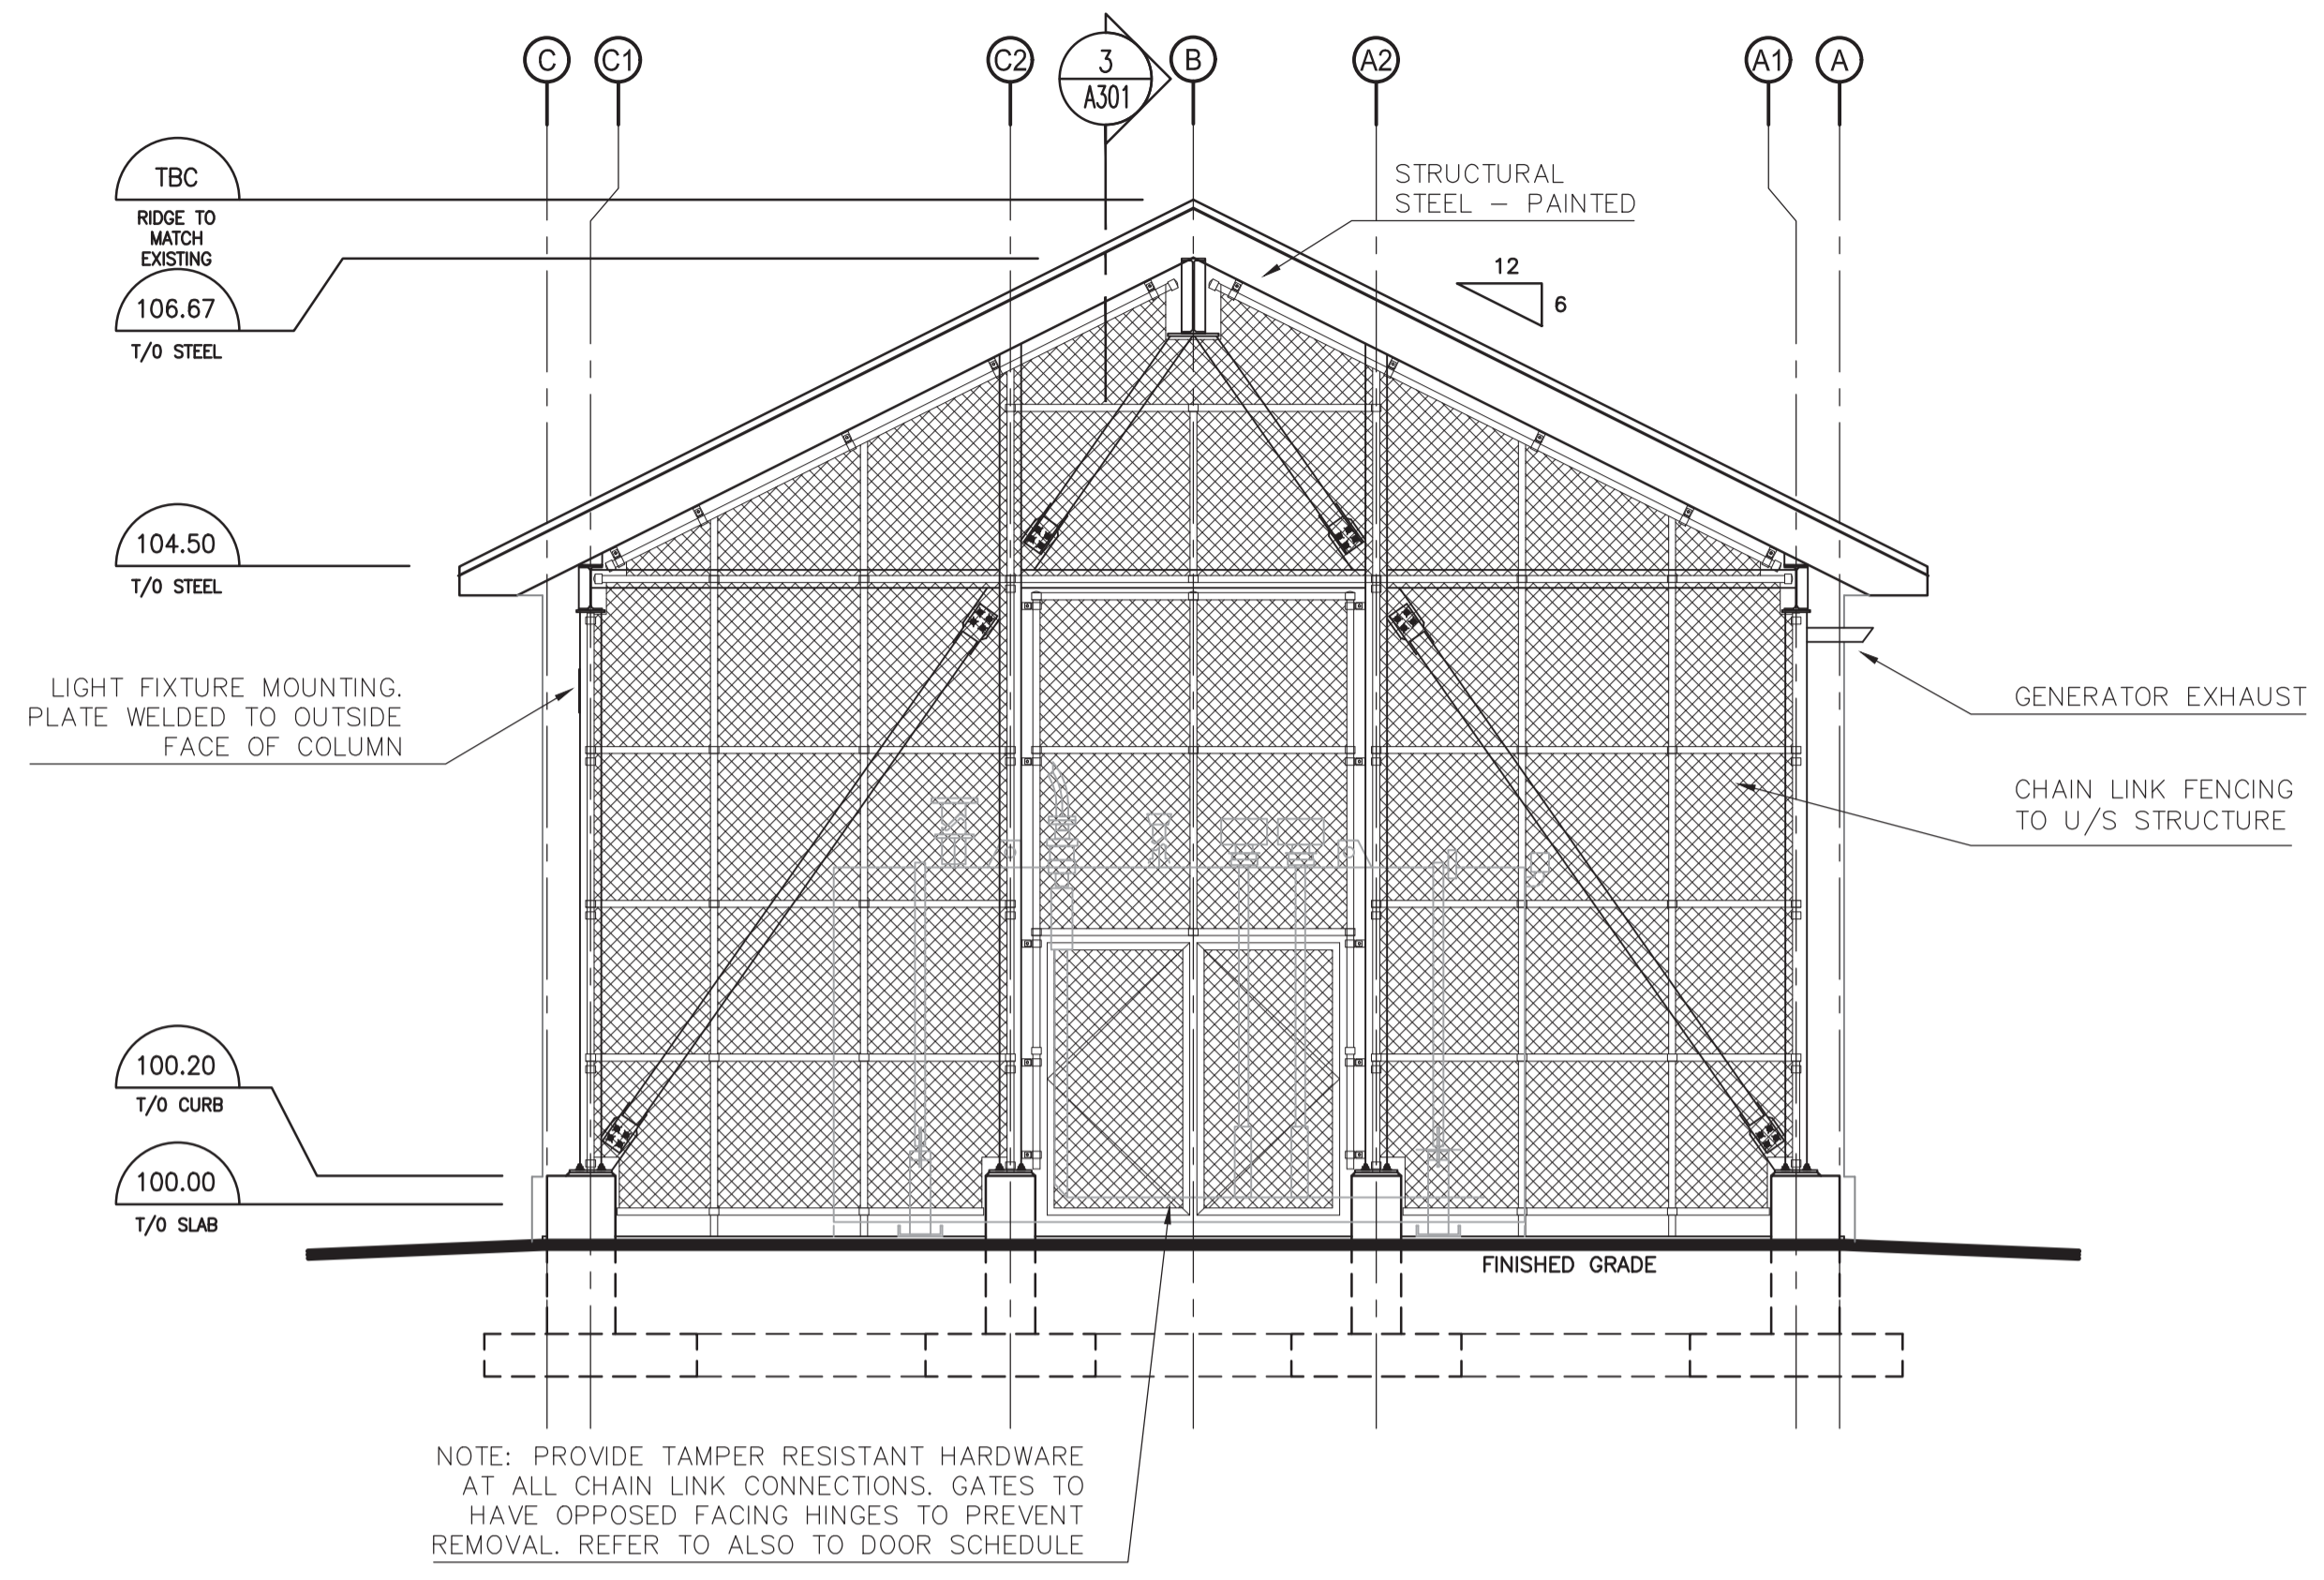 C
C1
C2
3
A301
B
A2
A1
A
TBC
RIDGE TO
MATCH
EXISTING
STRUCTURAL
STEEL – PAINTED
12
6
106.67
T/O STEEL
104.50
T/O STEEL
LIGHT FIXTURE MOUNTING.
PLATE WELDED TO OUTSIDE
FACE OF COLUMN
GENERATOR EXHAUST
CHAIN LINK FENCING
TO U/S STRUCTURE
100.20
T/O CURB
100.00
T/O SLAB
FINISHED GRADE
NOTE: PROVIDE TAMPER RESISTANT HARDWARE
AT ALL CHAIN LINK CONNECTIONS. GATES TO
HAVE OPPOSED FACING HINGES TO PREVENT
REMOVAL. REFER TO ALSO TO DOOR SCHEDULE